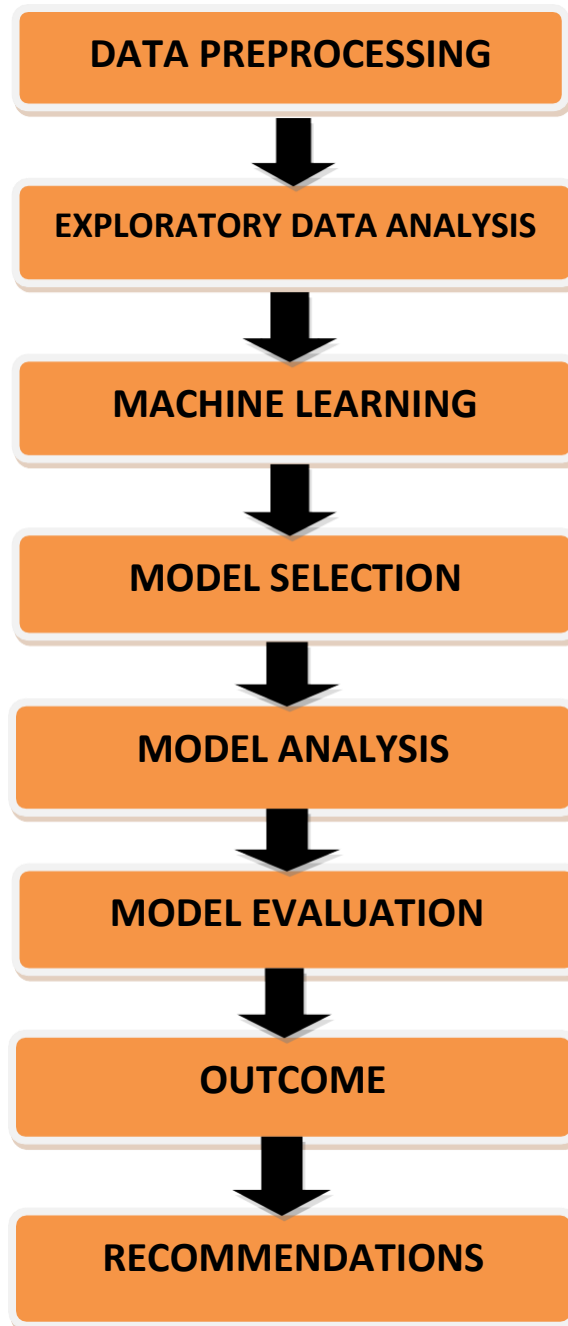 DATA PREPROCESSING
EXPLORATORY DATA ANALYSIS
MACHINE LEARNING
MODEL SELECTION
MODEL ANALYSIS
MODEL EVALUATION
OUTCOME
RECOMMENDATIONS